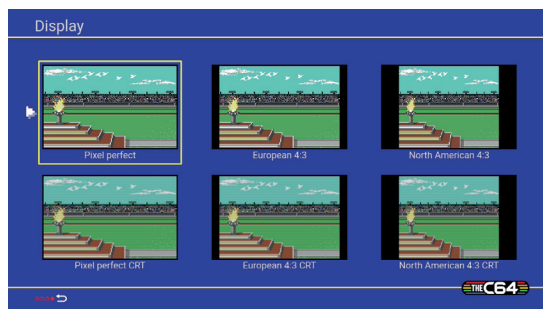 Display
Pixel perfect
European 4:3
North American 4:3
Pixel perfect CRT
European 4:3 CRT
North American 4:3 CRT
THEC64